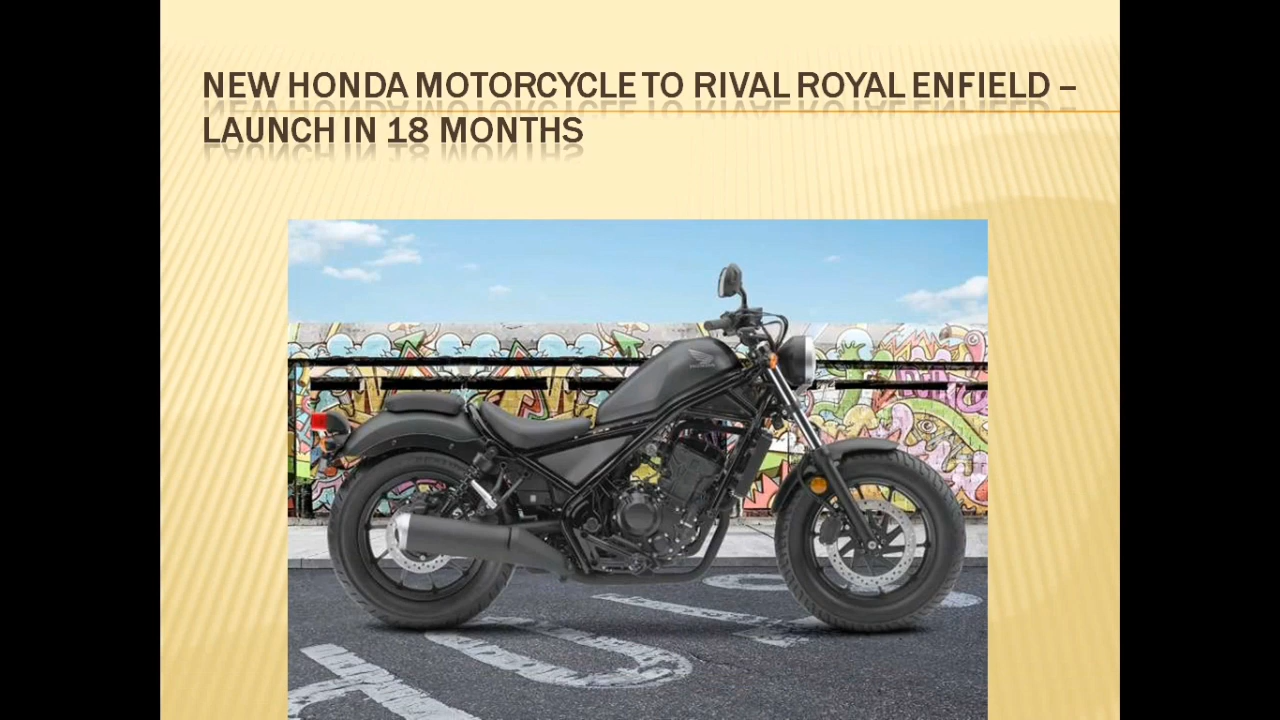 NEW HONDA MOTORCYCLE TO RIVAL ROYAL ENFIELD –
LAUNCH IN 18 MONTHS